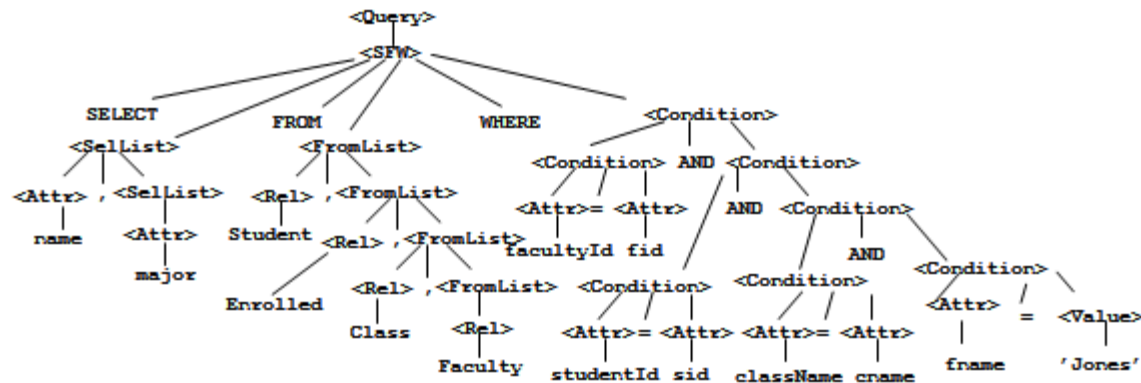 <Query>
<SFW>
SELECT FROM WHERE <Condition>
<SelList> <FromList>
<Condition> AND <Condition>
<Attr> , <SelList> <Rel> , <FromList>
<Attr> = <Attr> AND <Condition>
name <Attr> Student <Rel> , <FromList> facultyId fid AND
major <Condition>
Enrolled <Rel> , <FromList> <Condition> <Condition>
<Attr> = <Value>
Class <Rel> <Attr> = <Attr> <Attr> = <Attr>
Faculty studentId sid className cname fname 'Jones'